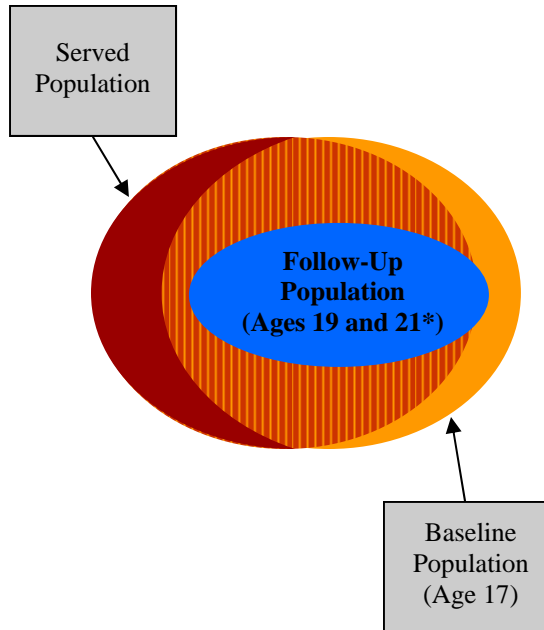 Served
Population
Follow-Up
Population
(Ages 19 and 21*)
Baseline
Population
(Age 17)